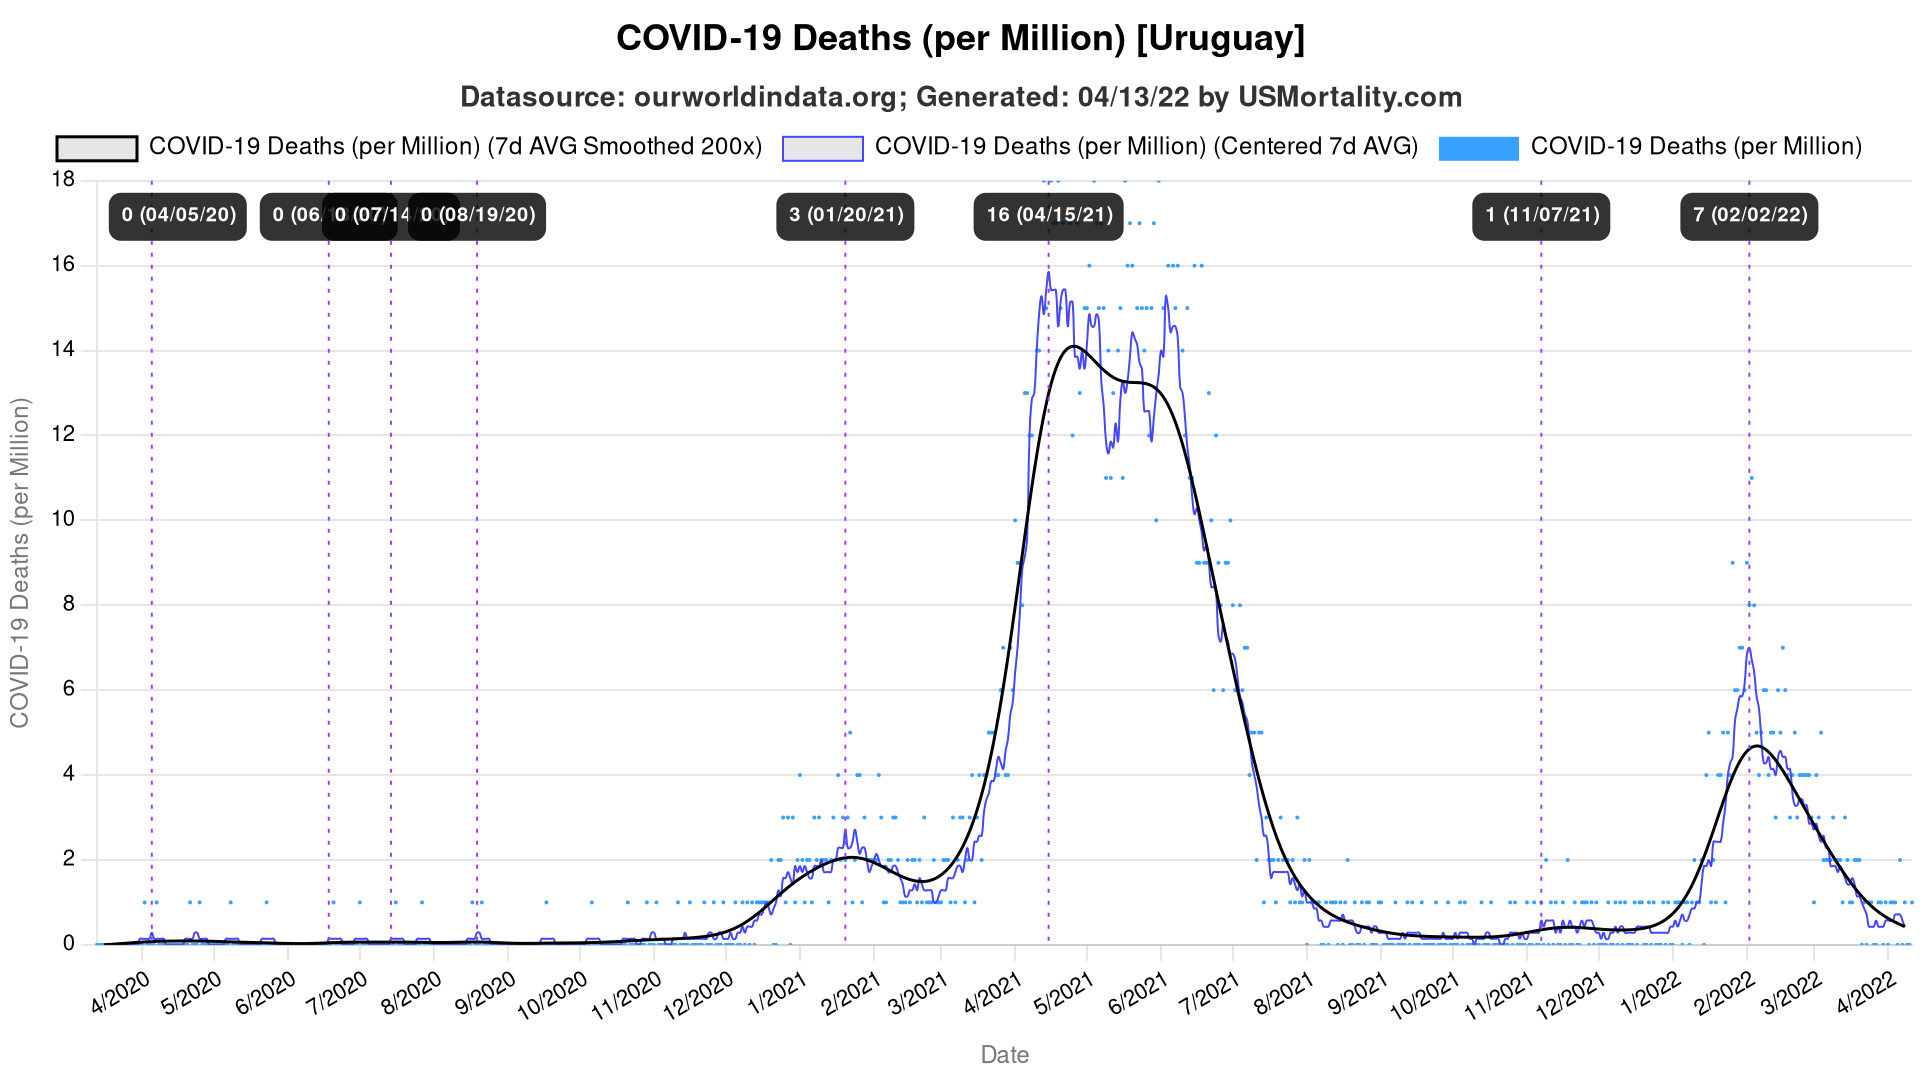 COVID-19 Deaths (per Million) [Uruguay]
Datasource: ourworldindata.org; Generated: 04/13/22 by USMortality.com
COVID-19 Deaths (per Million) (7d AVG Smoothed 200x) COVID-19 Deaths (per Million) (Centered 7d AVG) COVID-19 Deaths (per Million)
18
0 (04/05/20) 0 (06/ 0 (07/14/ 0 (08/19/20) 3 (01/20/21) 16 (04/15/21) 1 (11/07/21) 7 (02/02/22)
16
14
12
10
8
6
4
2
0
COVID-19 Deaths (per Million)
4/2020 5/2020 6/2020 7/2020 8/2020 9/2020 10/2020 11/2020 12/2020 1/2021 2/2021 3/2021 4/2021 5/2021 6/2021 7/2021 8/2021 9/2021 10/2021 11/2021 12/2021 1/2022 2/2022 3/2022 4/2022
Date